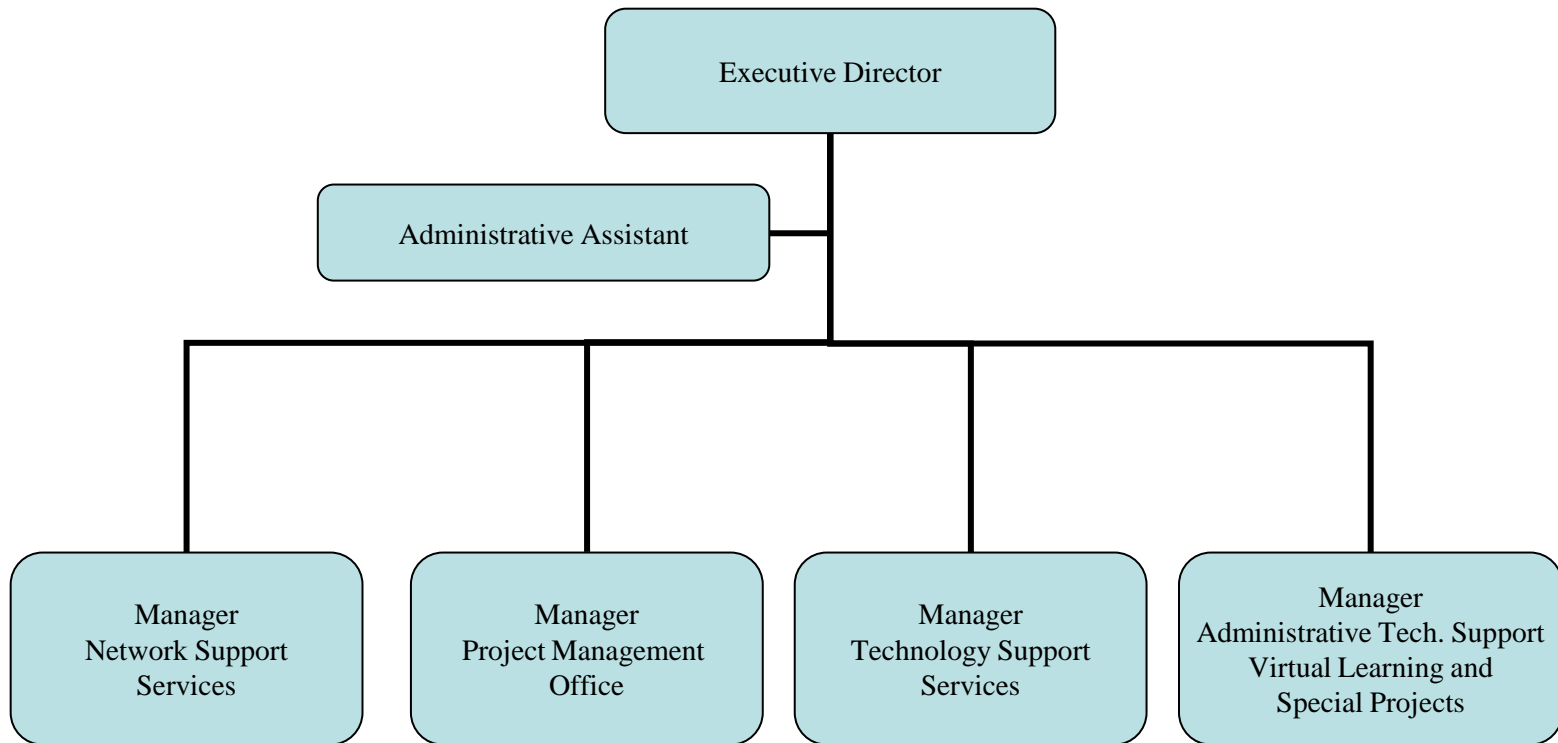 Executive Director
Administrative Assistant
Manager
Network Support
Services
Manager
Project Management
Office
Manager
Technology Support
Services
Manager
Administrative Tech. Support
Virtual Learning and
Special Projects